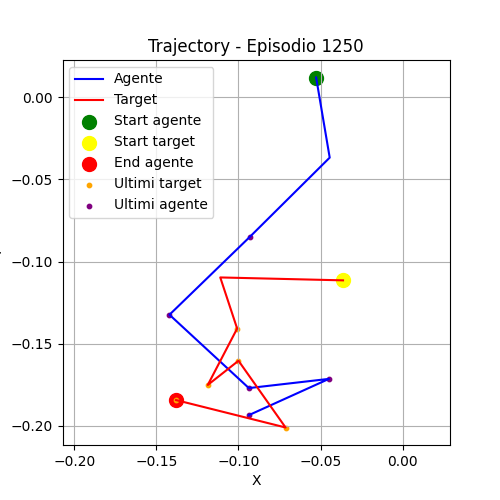 Trajectory - Episodio 1250
Agente
Target
Start agente
Start target
End agente
Ultimi target
Ultimi agente
0.00
−0.05
−0.10
−0.15
−0.20
−0.20
−0.15
−0.10
−0.05
0.00
X